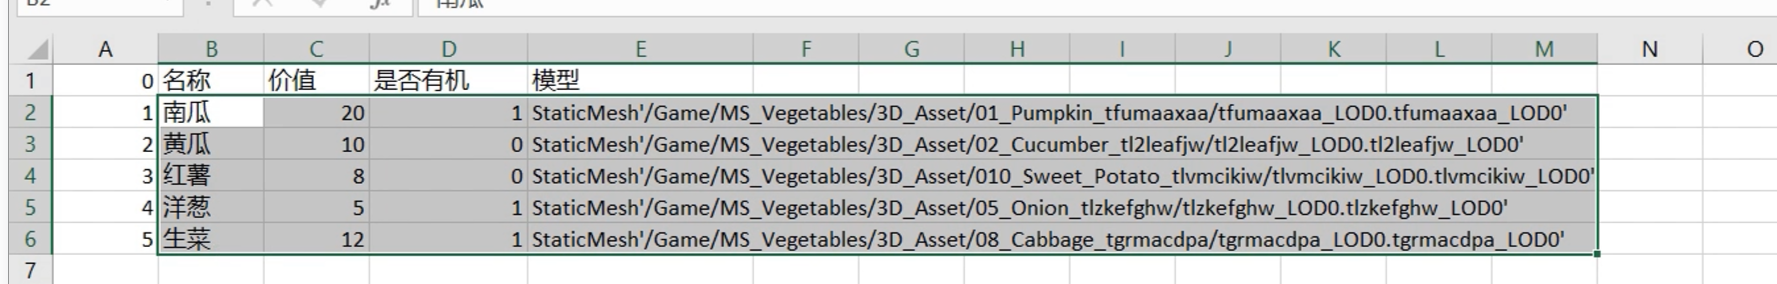 B2 fx 南瓜
A B C D E F G H I J K L M N O
1 0 名称 价值 是否有机 模型
2 1 南瓜 20 1 StaticMesh'/Game/MS_Vegetables/3D_Asset/01_Pumpkin_tfumaaxaa/tfumaaxaa_LOD0.tfumaaxaa_LOD0'
3 2 黄瓜 10 0 StaticMesh'/Game/MS_Vegetables/3D_Asset/02_Cucumber_tl2leafjw/tl2leafjw_LOD0.tl2leafjw_LOD0'
4 3 红薯 8 0 StaticMesh'/Game/MS_Vegetables/3D_Asset/010_Sweet_Potato_tlvmcikiw/tlvmcikiw_LOD0.tlvmcikiw_LOD0'
5 4 洋葱 5 1 StaticMesh'/Game/MS_Vegetables/3D_Asset/05_Onion_tlzkefghw/tlzkefghw_LOD0.tlzkefghw_LOD0'
6 5 生菜 12 1 StaticMesh'/Game/MS_Vegetables/3D_Asset/08_Cabbage_tgrmacdpa/tgrmacdpa_LOD0.tgrmacdpa_LOD0'
7